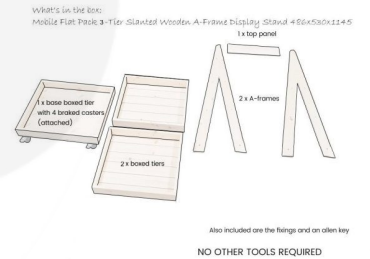 What's in the box:
Mobile Flat Pack 3-Tier Slanted Wooden A-Frame Display Stand 486x530x1145
1 x top panel
1 x base boxed tier
with 4 braked casters
(attached)
2 x A-frames
2 x boxed tiers
Also included are the fixings and an allen key
NO OTHER TOOLS REQUIRED